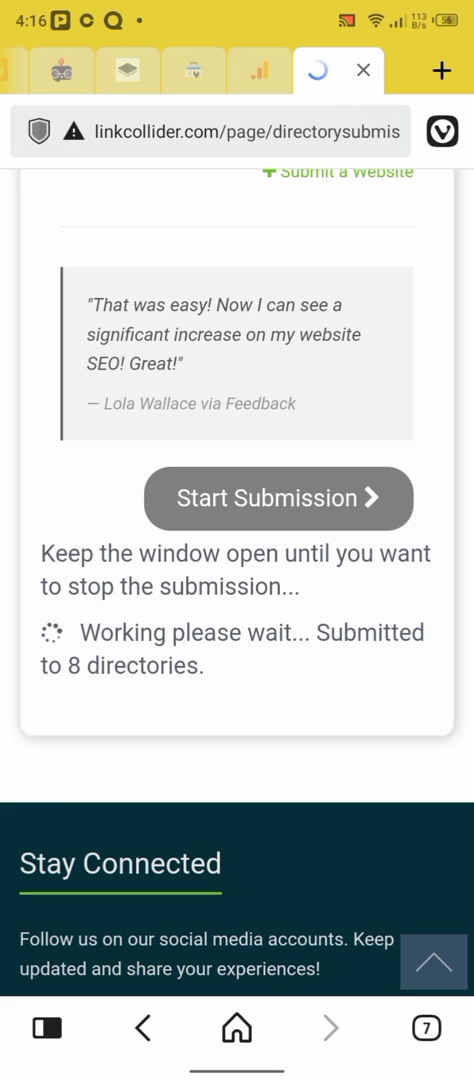 4:16
113
B/s
56
linkcollider.com/page/directorysubmis
Submit a Website
"That was easy! Now I can see a
significant increase on my website
SEO! Great!"
— Lola Wallace via Feedback
Start Submission
Keep the window open until you want
to stop the submission...
Working please wait... Submitted
to 8 directories.
Stay Connected
Follow us on our social media accounts. Keep
updated and share your experiences!
7